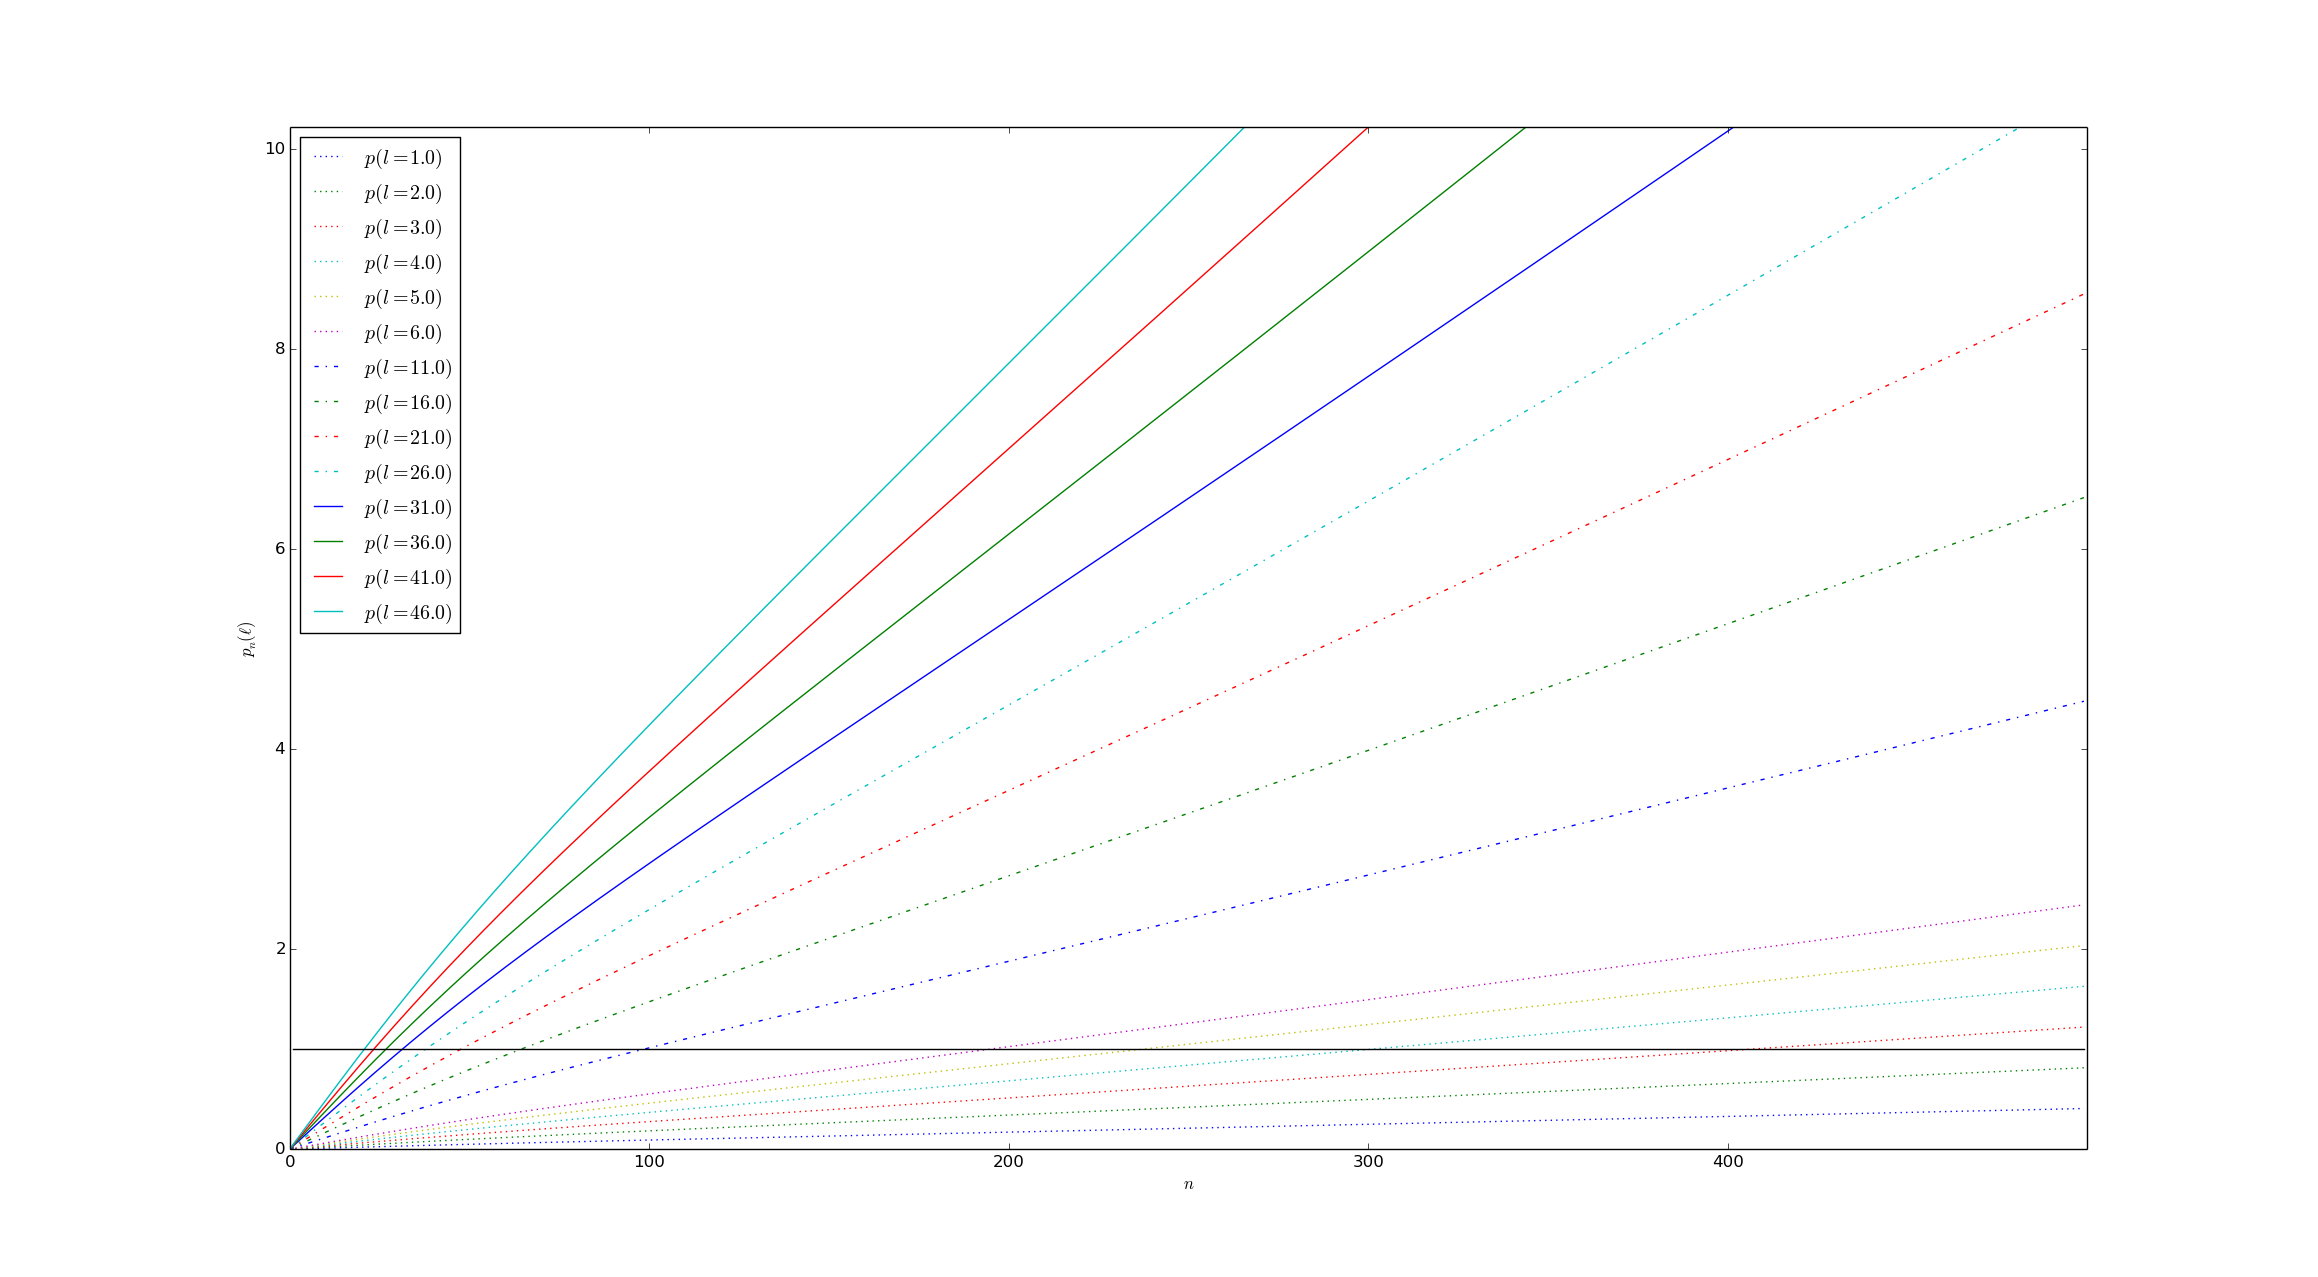 10
8
6
4
2
0
0 100 200 300 400
p(l=1.0)
p(l=2.0)
p(l=3.0)
p(l=4.0)
p(l=5.0)
p(l=6.0)
p(l=11.0)
p(l=16.0)
p(l=21.0)
p(l=26.0)
p(l=31.0)
p(l=36.0)
p(l=41.0)
p(l=46.0)
pₙ(ℓ)
n